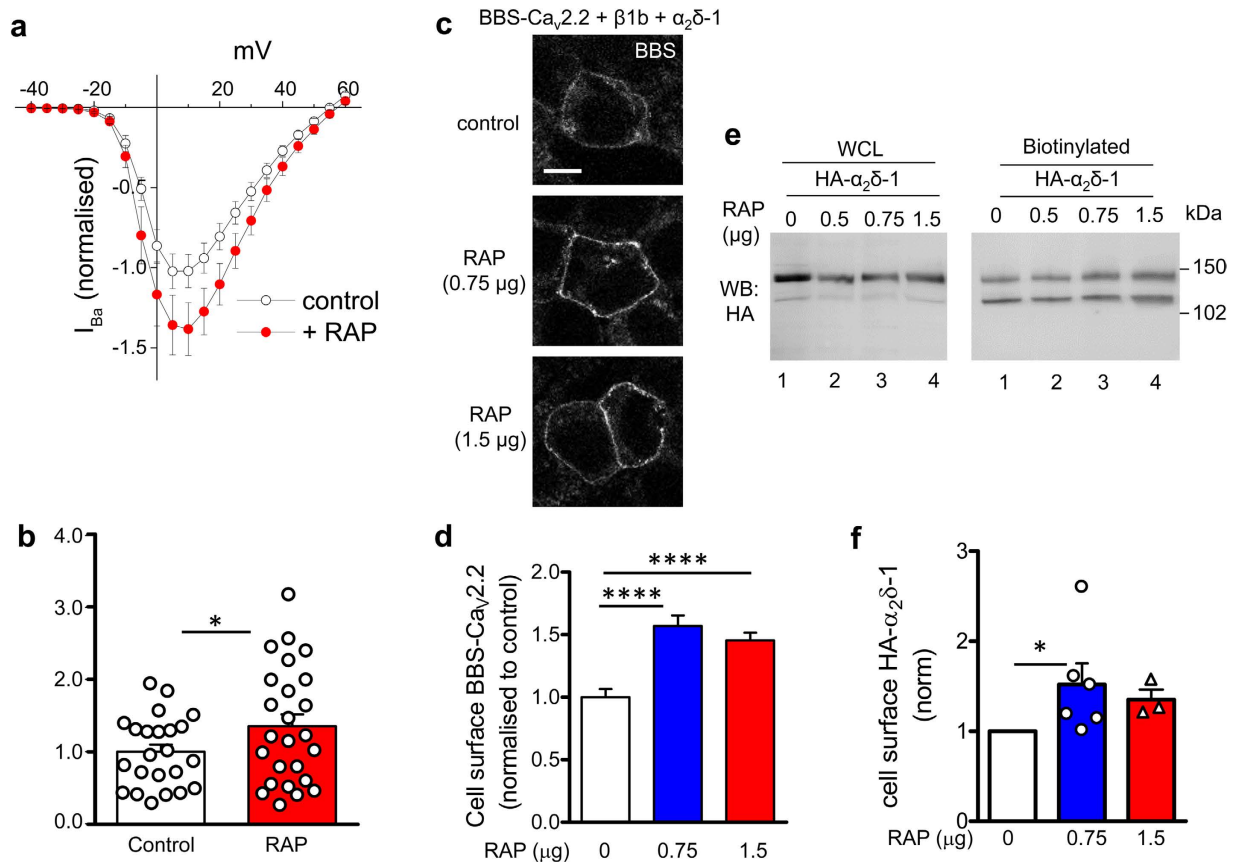 a
mV
-40
-20
20
40
60
-0.5
-1.0
-1.5
I_Ba (normalised)
control
+ RAP
b
4.0
3.0
2.0
1.0
0.0
*
Control
RAP
c
BBS-Ca_v2.2 + β1b + α₂δ-1
BBS
control
RAP
(0.75 µg)
RAP
(1.5 µg)
d
Cell surface BBS-Ca_V2.2
(normalised to control)
2.0
1.5
1.0
0.5
0.0
****
****
RAP (µg) 0 0.75 1.5
e
WCL
HA-α₂δ-1
Biotinylated
HA-α₂δ-1
RAP
(µg)
0 0.5 0.75 1.5
0 0.5 0.75 1.5
kDa
WB:
HA
150
102
1 2 3 4
1 2 3 4
f
cell surface HA-α₂δ-1
(norm)
3
2
1
0
*
RAP (µg) 0 0.75 1.5